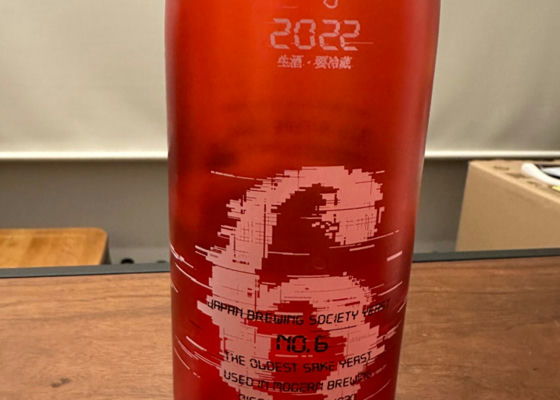 2022
生酒・要冷蔵
6
JAPAN BREWING SOCIETY YEAST
NO.6
THE OLDEST SAKE YEAST
USED IN MODERN BREWING